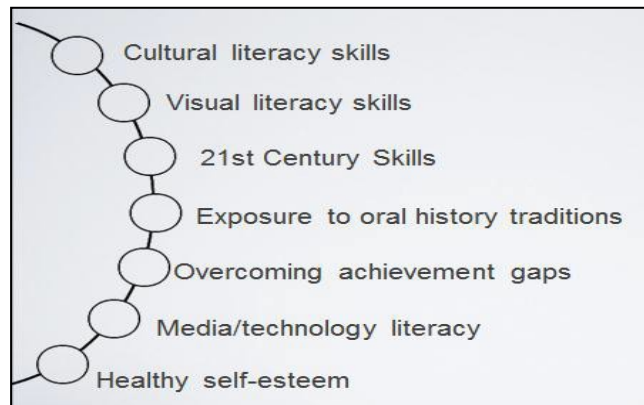 Cultural literacy skills
Visual literacy skills
21st Century Skills
Exposure to oral history traditions
Overcoming achievement gaps
Media/technology literacy
Healthy self-esteem